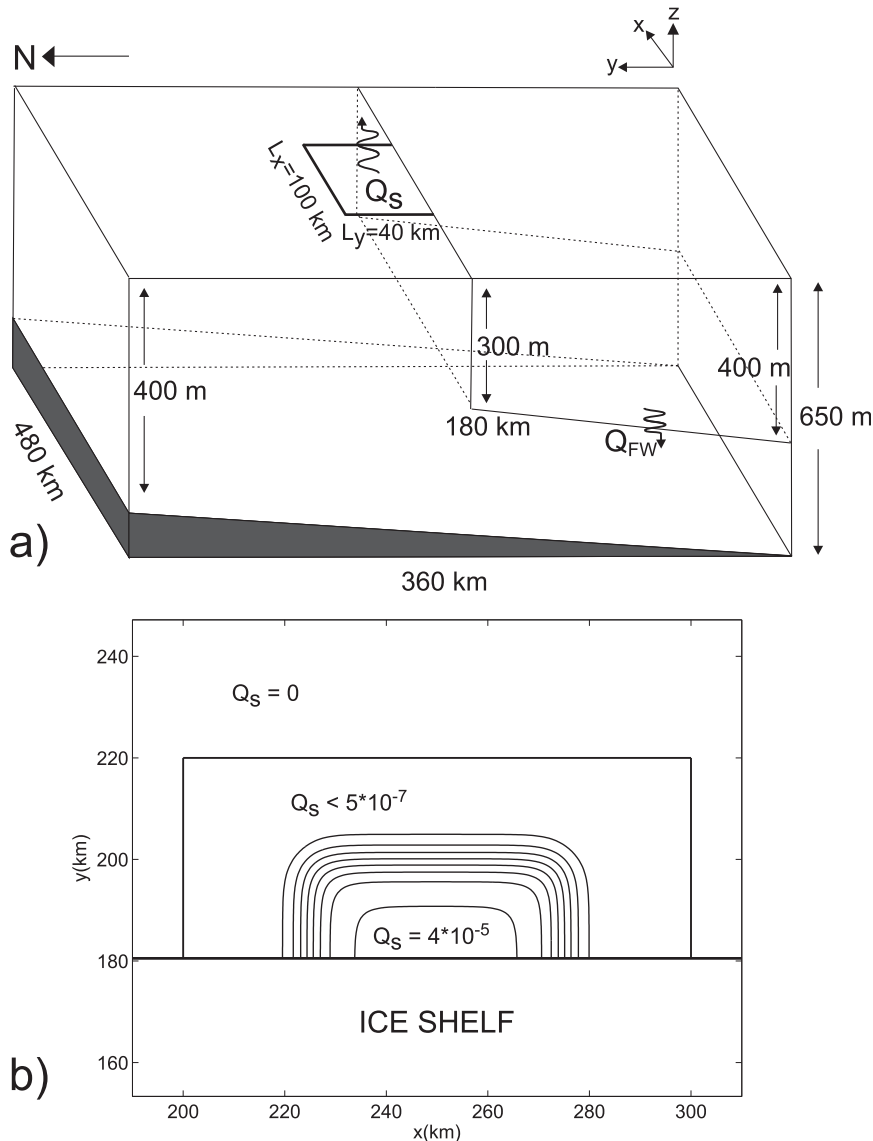 N
z
x
y
Lx=100 km
Qs
Ly=40 km
400 m
300 m
400 m
650 m
180 km
QFW
480 km
360 km
a)
240
220
200
180
160
y(km)
Qs = 0
Qs < 5*10-7
Qs = 4*10-5
ICE SHELF
b)
200 220 240 260 280 300
x(km)